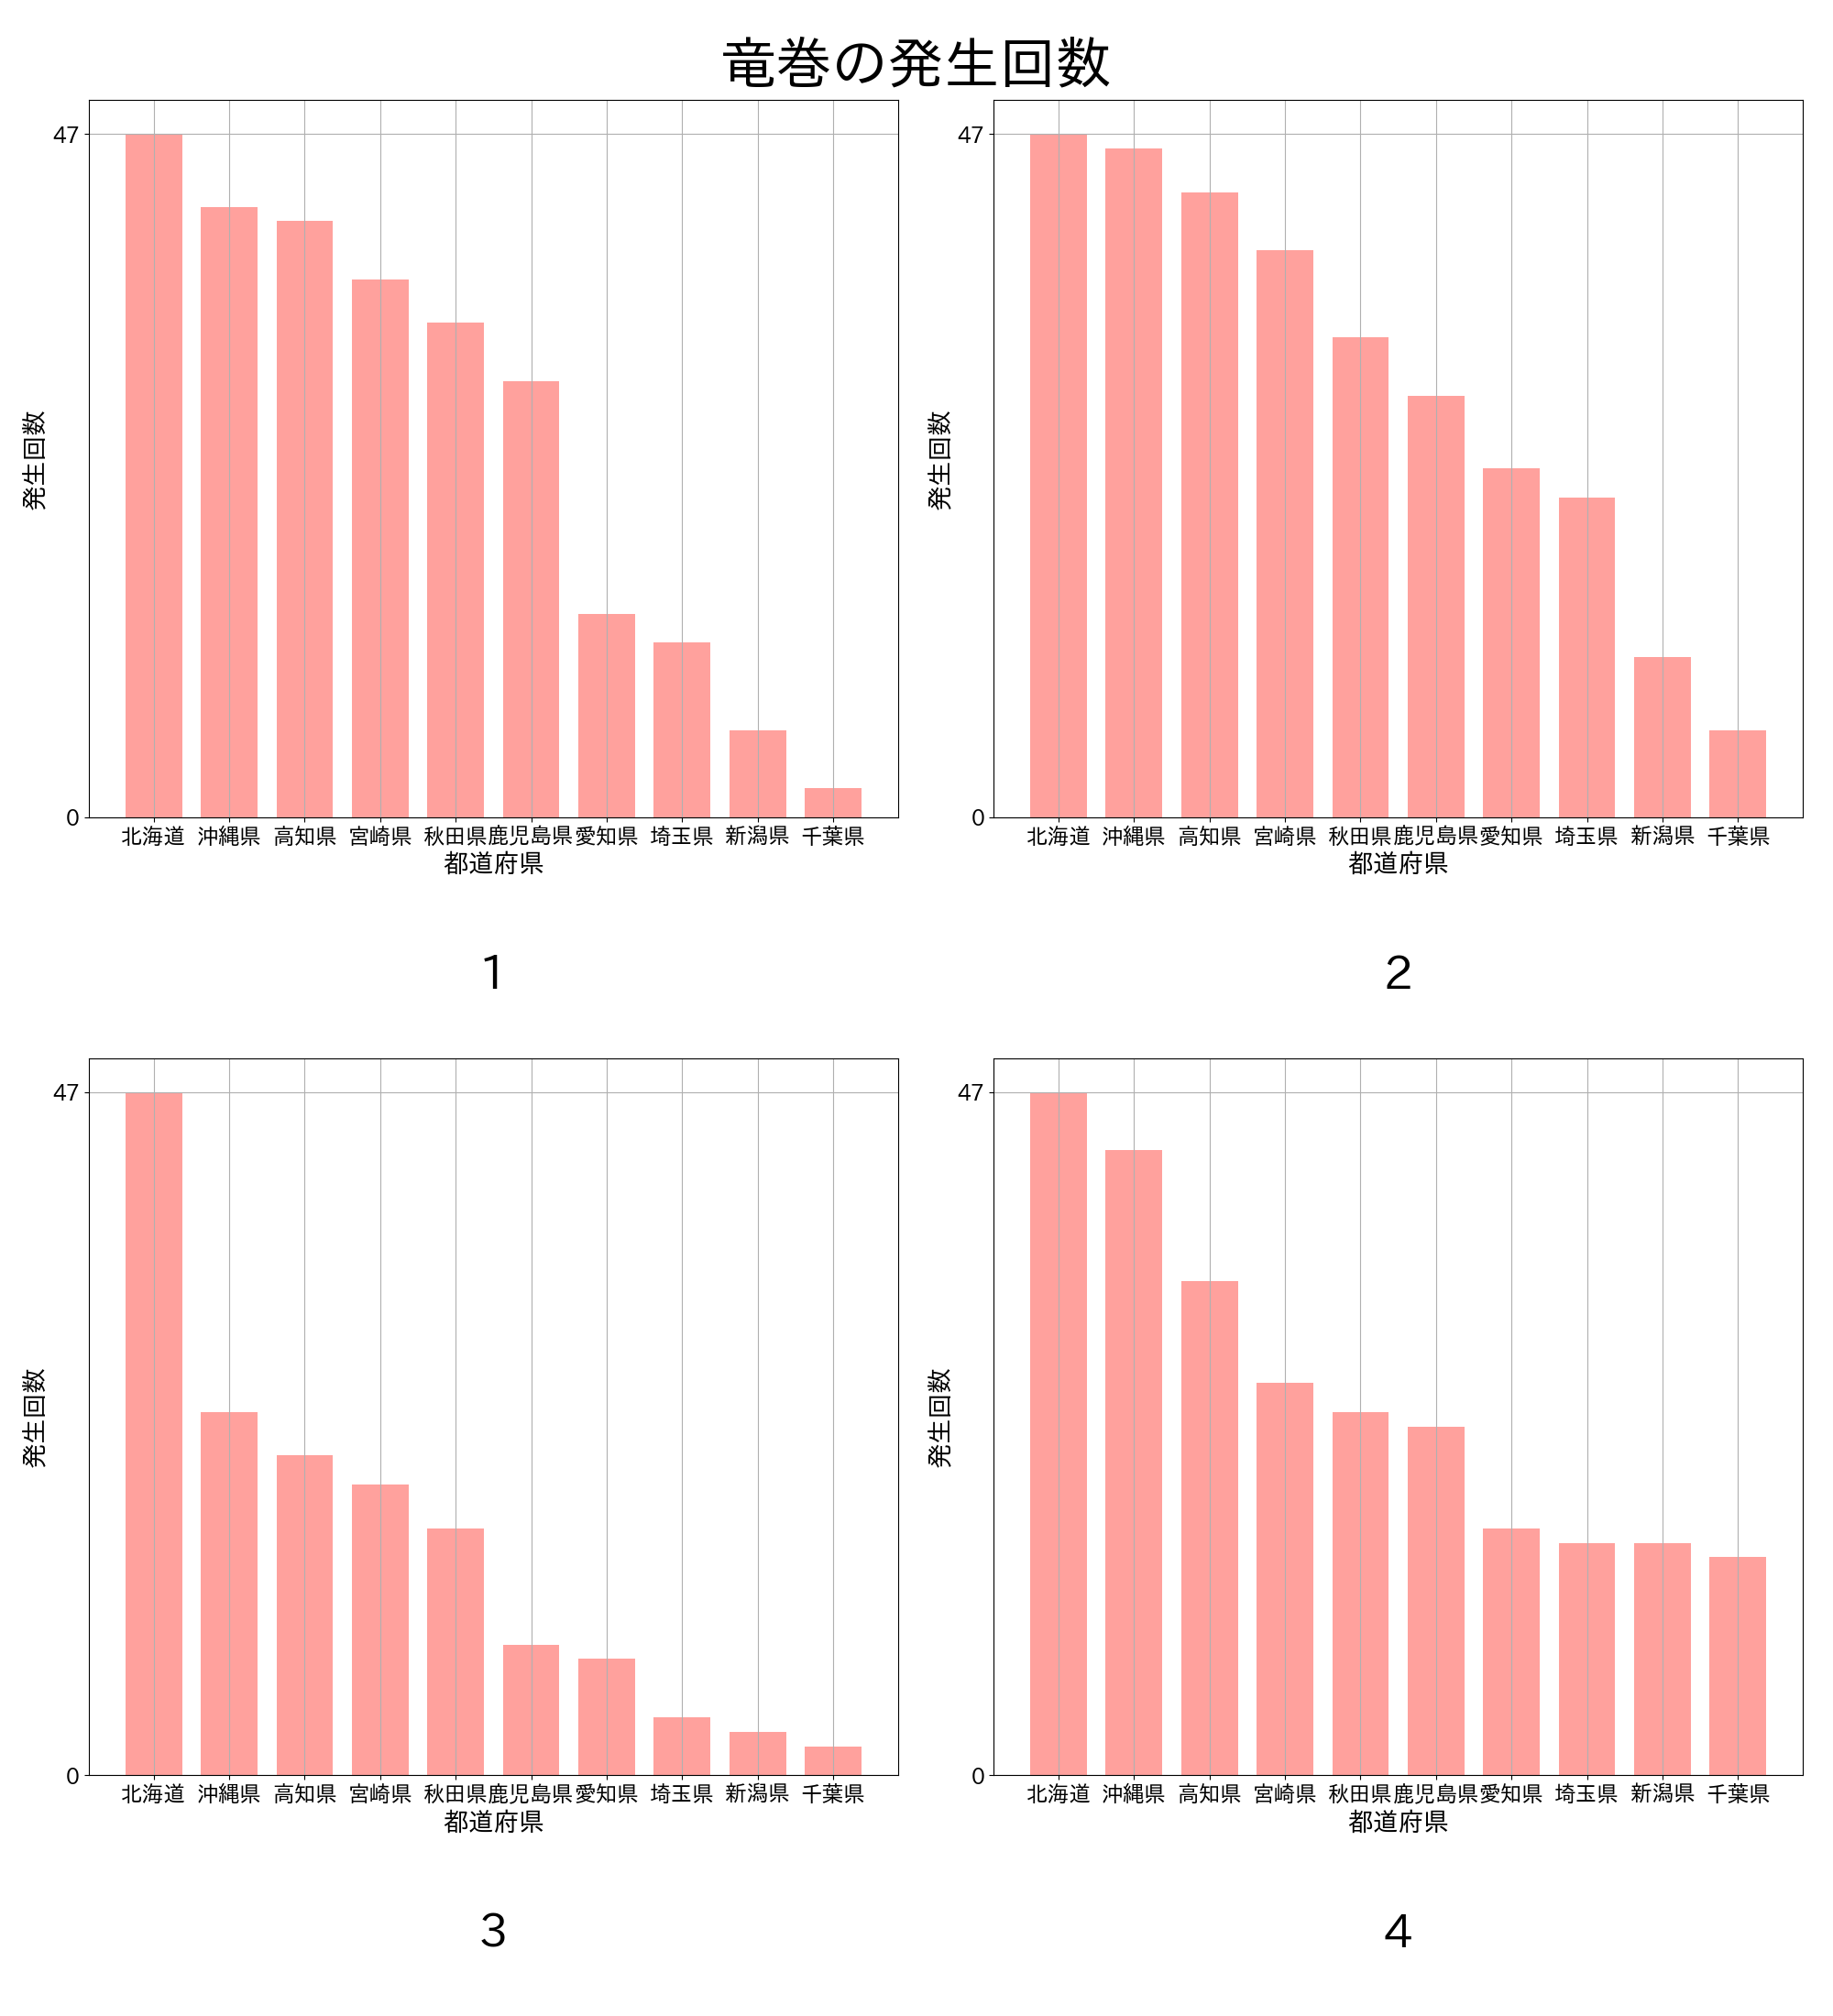 竜巻の発生回数
47
0
発生回数
北海道 沖縄県 高知県 宮崎県 秋田県 鹿児島県 愛知県 埼玉県 新潟県 千葉県
都道府県
1
47
0
発生回数
北海道 沖縄県 高知県 宮崎県 秋田県 鹿児島県 愛知県 埼玉県 新潟県 千葉県
都道府県
2
47
0
発生回数
北海道 沖縄県 高知県 宮崎県 秋田県 鹿児島県 愛知県 埼玉県 新潟県 千葉県
都道府県
3
47
0
発生回数
北海道 沖縄県 高知県 宮崎県 秋田県 鹿児島県 愛知県 埼玉県 新潟県 千葉県
都道府県
4